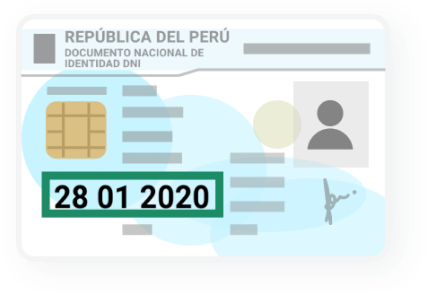 REPÚBLICA DEL PERÚ
DOCUMENTO NACIONAL DE
IDENTIDAD DNI
28 01 2020